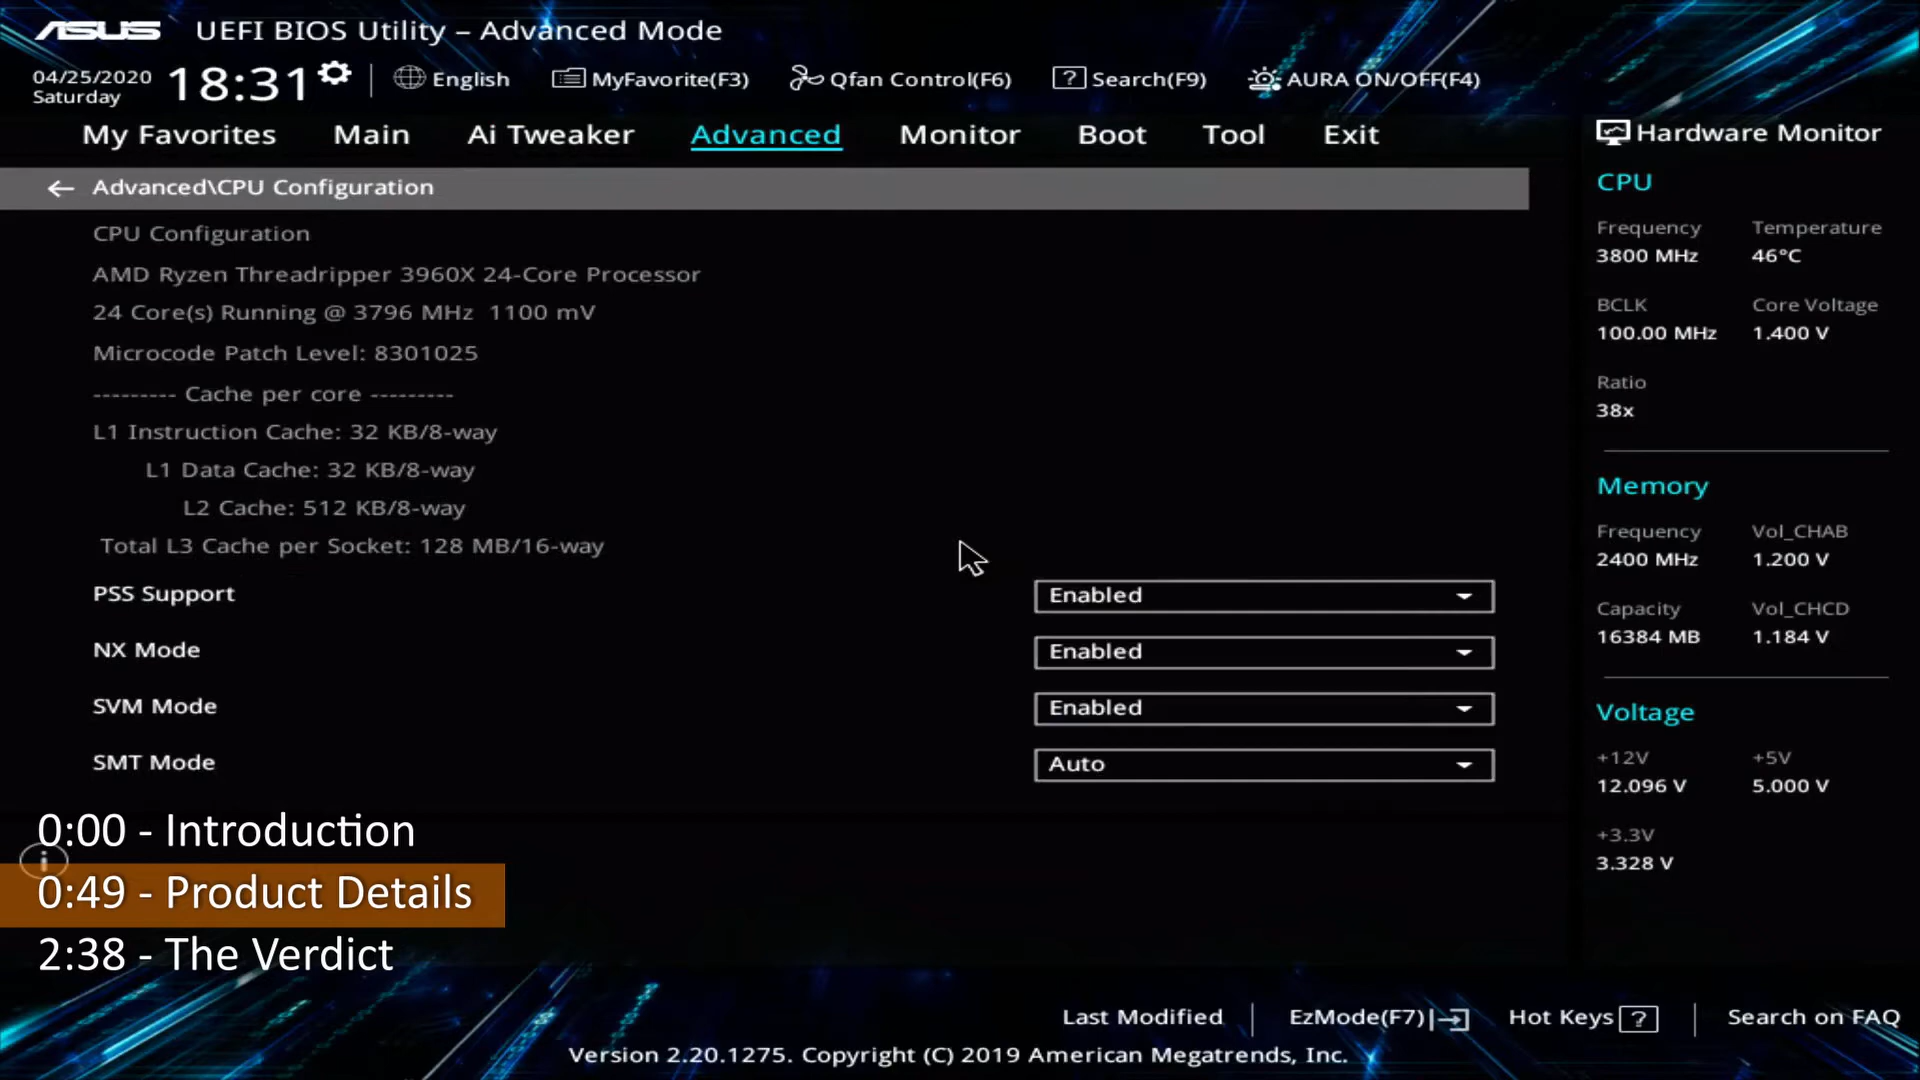 ASUS UEFI BIOS Utility – Advanced Mode
04/25/2020
Saturday
18:31
English
MyFavorite(F3)
Qfan Control(F6)
? Search(F9)
AURA ON/OFF(F4)
My Favorites Main Ai Tweaker Advanced Monitor Boot Tool Exit
Advanced\CPU Configuration
CPU Configuration
AMD Ryzen Threadripper 3960X 24-Core Processor
24 Core(s) Running @ 3796 MHz 1100 mV
Microcode Patch Level: 8301025
--------- Cache per core ---------
L1 Instruction Cache: 32 KB/8-way
L1 Data Cache: 32 KB/8-way
L2 Cache: 512 KB/8-way
Total L3 Cache per Socket: 128 MB/16-way
PSS Support Enabled
NX Mode Enabled
SVM Mode Enabled
SMT Mode Auto
0:00 - Introduction
i
0:49 - Product Details
2:38 - The Verdict
Hardware Monitor
CPU
Frequency Temperature
3800 MHz 46°C
BCLK Core Voltage
100.00 MHz 1.400 V
Ratio
38x
Memory
Frequency Vol_CHAB
2400 MHz 1.200 V
Capacity Vol_CHCD
16384 MB 1.184 V
Voltage
+12V +5V
12.096 V 5.000 V
+3.3V
3.328 V
Last Modified EzMode(F7) Hot Keys ? Search on FAQ
Version 2.20.1275. Copyright (C) 2019 American Megatrends, Inc.